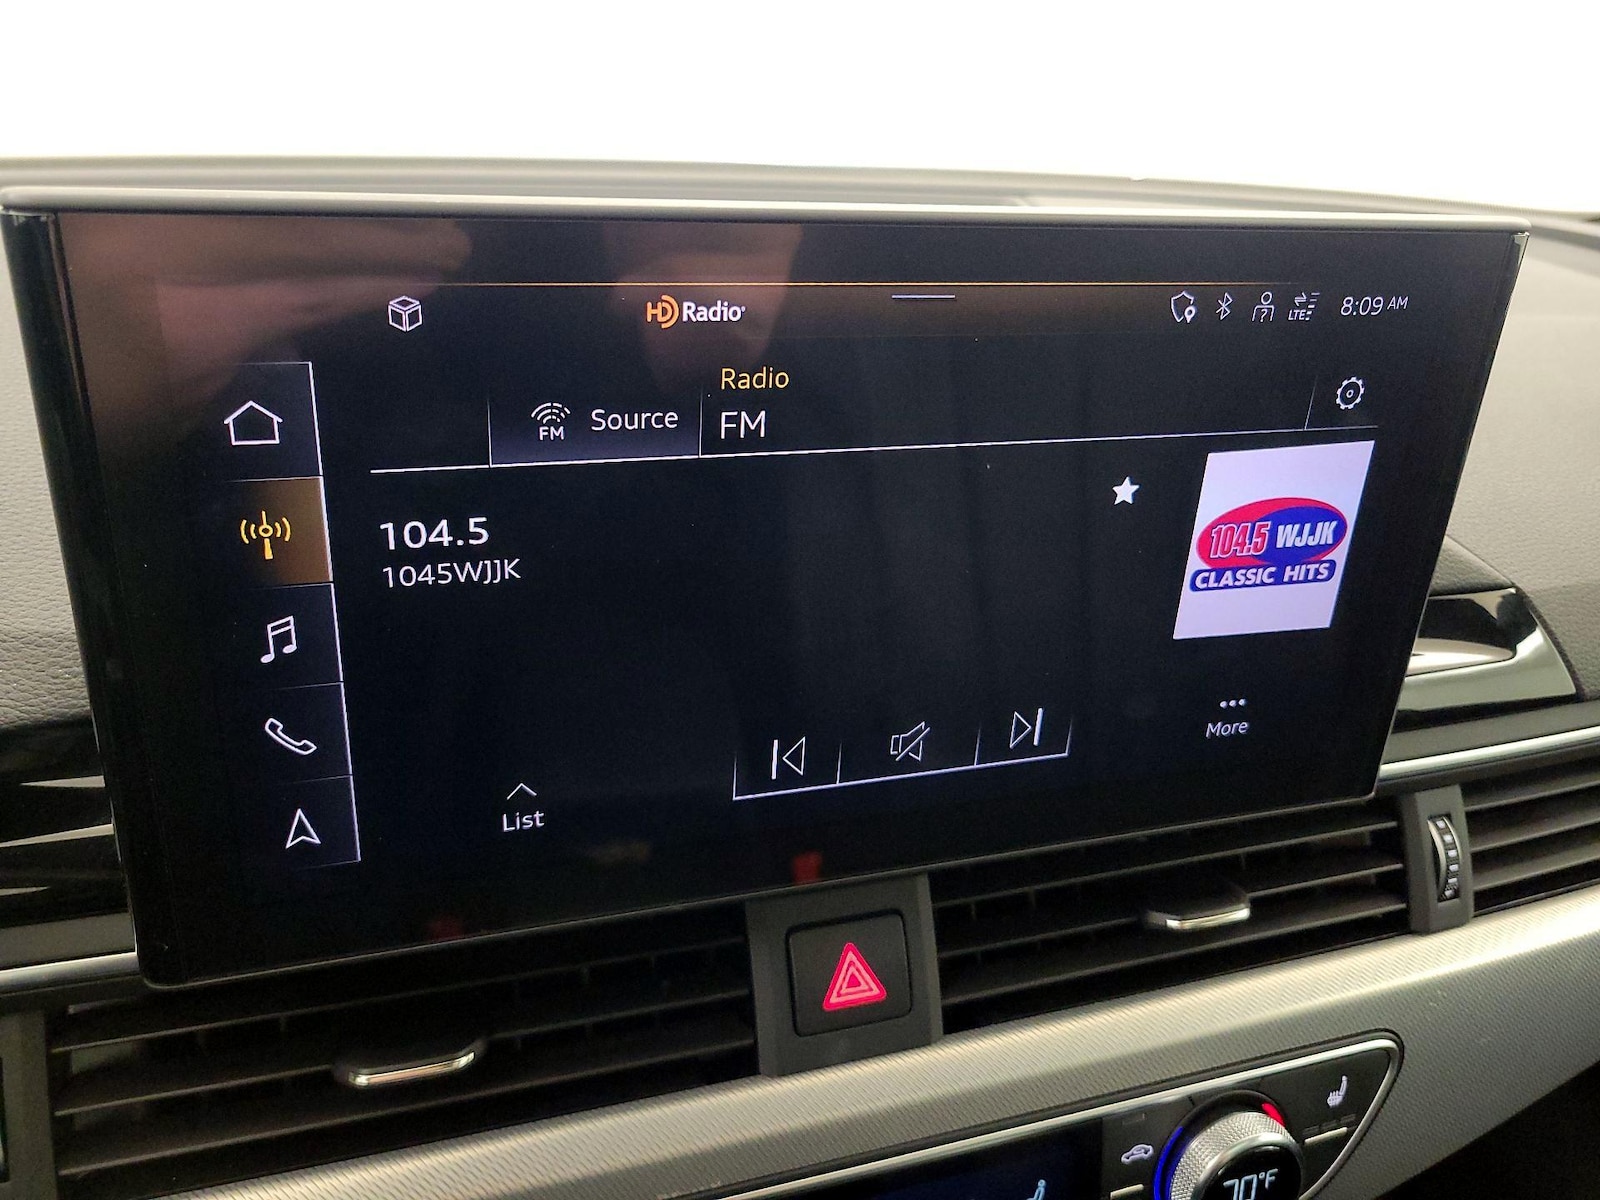 HD Radio
LTE
8:09 AM
Radio
FM
Source
FM
104.5
1045WJJK
104.5 WJJK
CLASSIC HITS
More
List
70°F